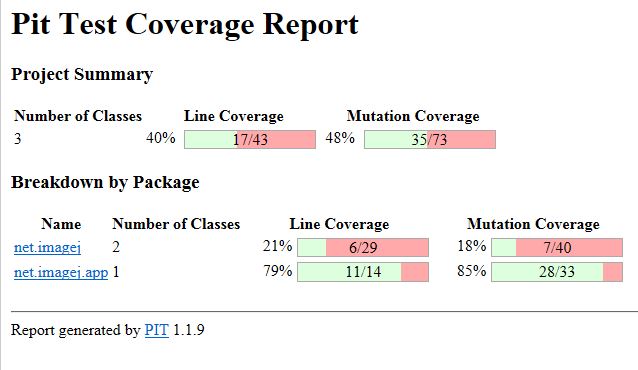 Pit Test Coverage Report
Project Summary
Number of Classes Line Coverage Mutation Coverage
3 40% 17/43 48% 35/73
Breakdown by Package
Name Number of Classes Line Coverage Mutation Coverage
net.imagej 2 21% 6/29 18% 7/40
net.imagej.app 1 79% 11/14 85% 28/33
Report generated by PIT 1.1.9